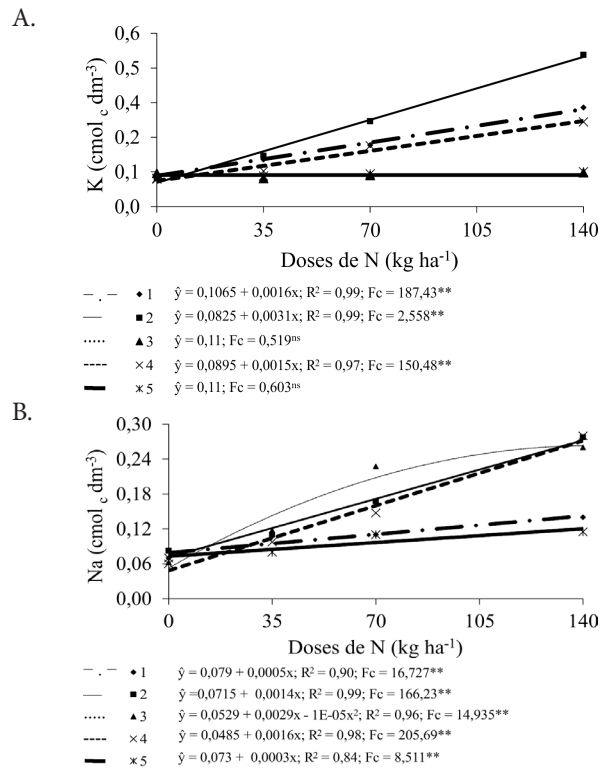 A.
0,6
0,5
0,4
0,2
0,1
0,0
K (cmol c dm-3)
0 35 70 105 140
Doses de N (kg ha-1)
1 ŷ = 0,1065 + 0,0016x; R2 = 0,99; Fc = 187,43**
2 ŷ = 0,0825 + 0,0031x; R2 = 0,99; Fc = 2,558**
3 ŷ = 0,11; Fc = 0,519ns
4 ŷ = 0,0895 + 0,0015x; R2 = 0,97; Fc = 150,48**
5 ŷ = 0,11; Fc = 0,603ns
B.
0,30
0,24
0,18
0,12
0,06
0,00
Na (cmol c dm-3)
0 35 70 105 140
Doses de N (kg ha-1)
1 ŷ = 0,079 + 0,0005x; R2 = 0,90; Fc = 16,727**
2 ŷ =0,0715 + 0,0014x; R2 = 0,99; Fc = 166,23**
3 ŷ = 0,0529 + 0,0029x - 1E-05x2; R2 = 0,96; Fc = 14,935**
4 ŷ = 0,0485 + 0,0016x; R2 = 0,98; Fc = 205,69**
5 ŷ = 0,073 + 0,0003x; R2 = 0,84; Fc = 8,511**